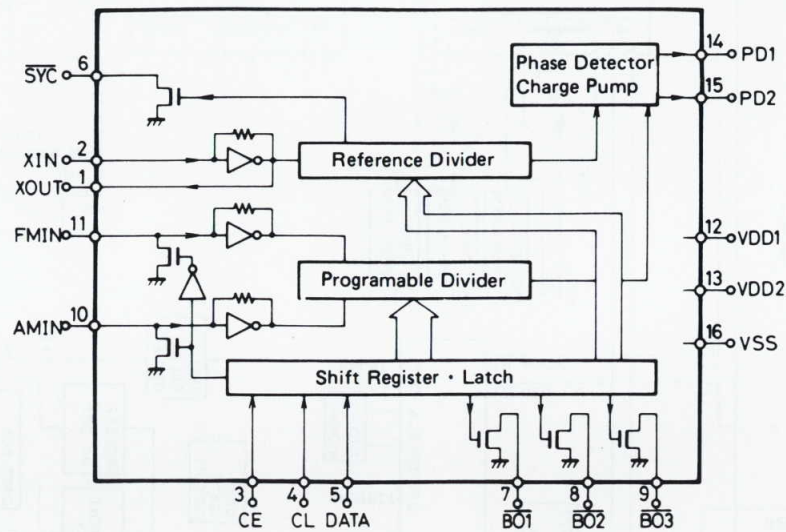 6
SYC
14
PD1
Phase Detector
Charge Pump
15
PD2
2
XIN
Reference Divider
1
XOUT
11
FMIN
12
VDD1
Programable Divider
13
VDD2
10
AMIN
16
VSS
Shift Register · Latch
3 4 5 7 8 9
CE CL DATA BO1 BO2 BO3